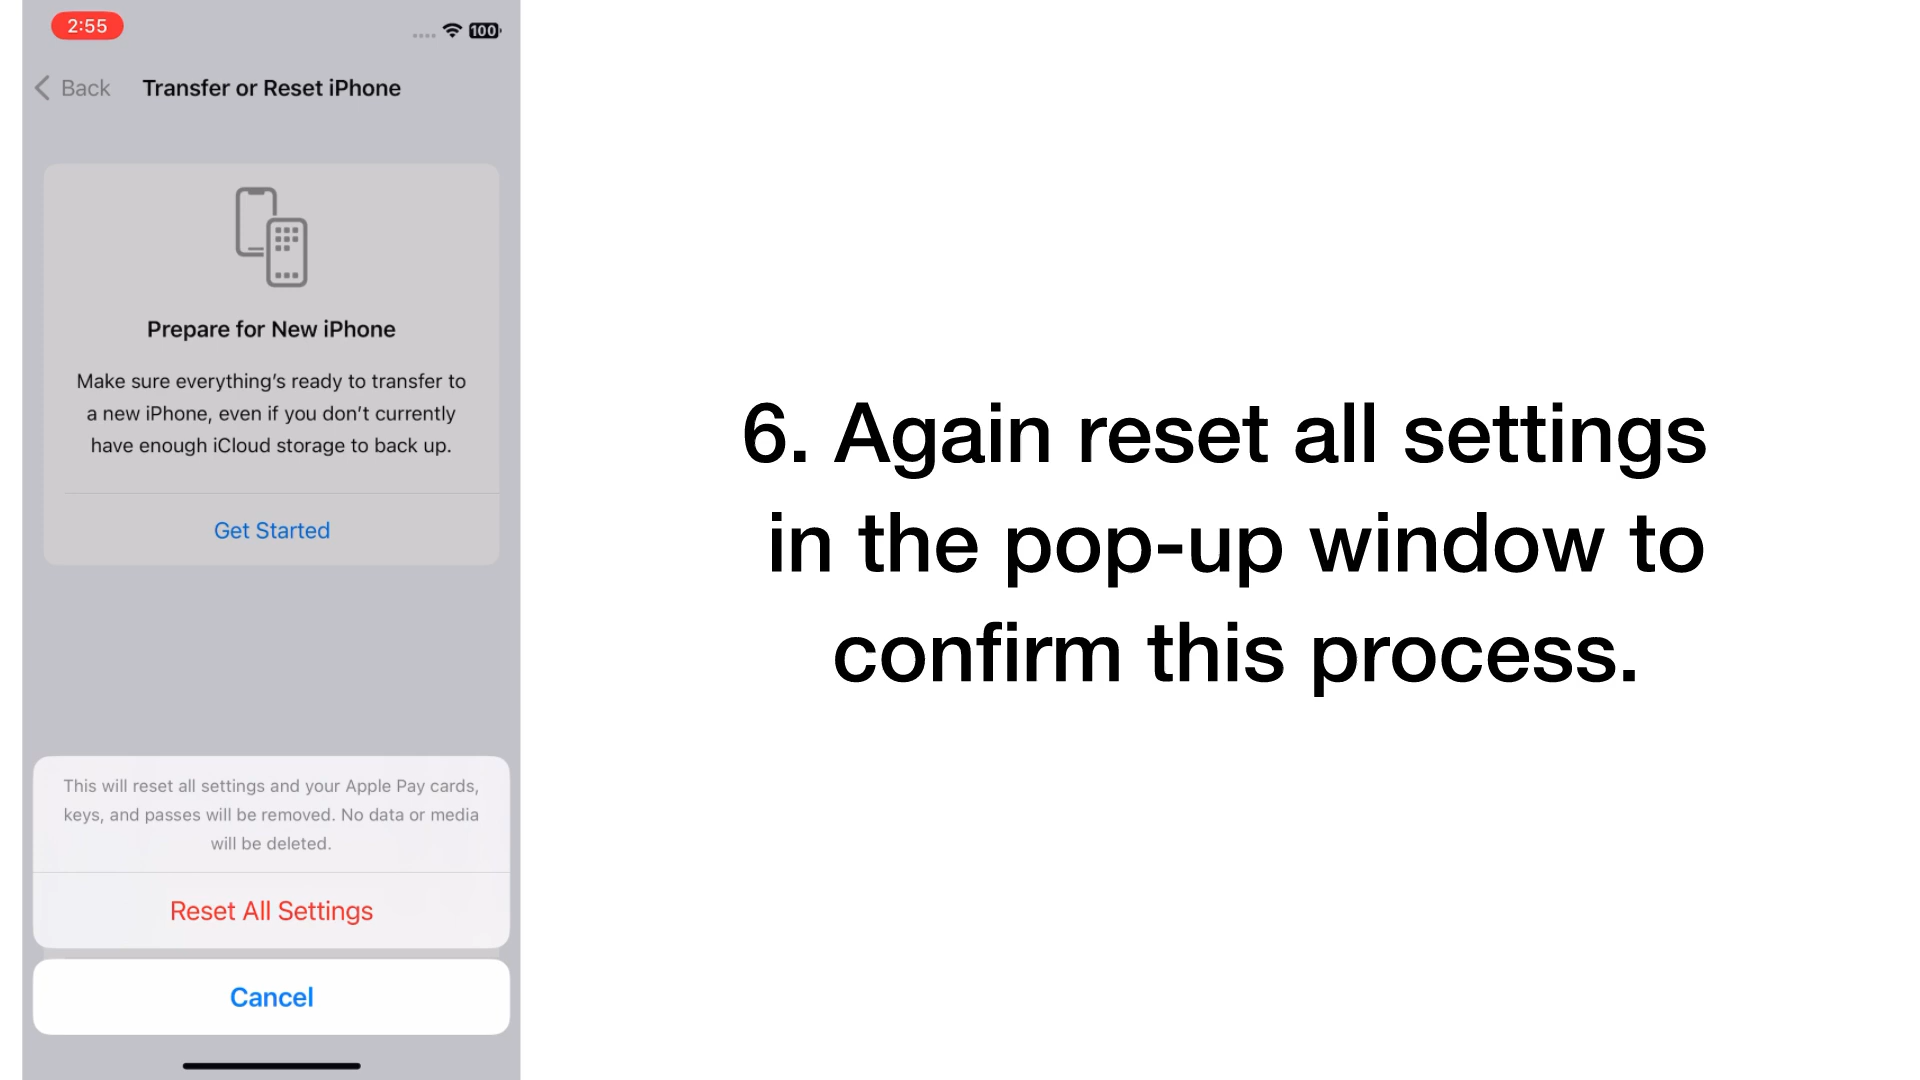 2:55
100
Back
Transfer or Reset iPhone
Prepare for New iPhone
Make sure everything’s ready to transfer to
a new iPhone, even if you don’t currently
have enough iCloud storage to back up.
Get Started
This will reset all settings and your Apple Pay cards,
keys, and passes will be removed. No data or media
will be deleted.
Reset All Settings
Cancel
6. Again reset all settings
in the pop-up window to
confirm this process.